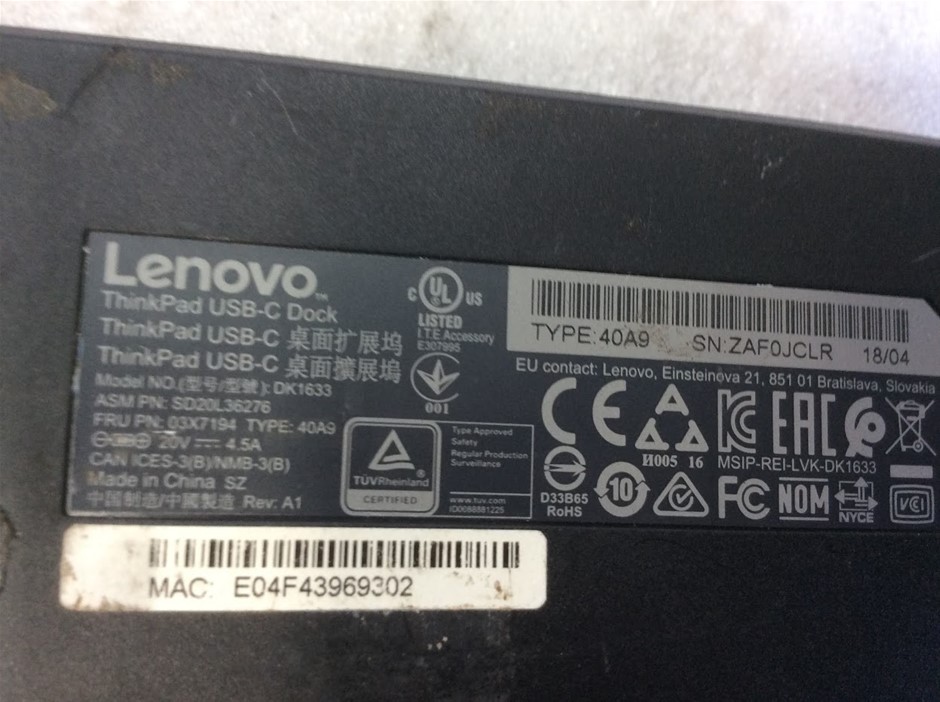 Lenovo™
ThinkPad USB-C Dock
ThinkPad USB-C 桌面扩展坞
ThinkPad USB-C 桌面擴展塢
Model NO.(型号/型號): DK1633
ASM PN: SD20L36276
FRU PN: 03X7194 TYPE: 40A9
20V 4.5A
CAN ICES-3(B)/NMB-3(B)
Made in China SZ
中国制造/中國製造 Rev: A1
C UL US
LISTED
I.T.E Accessory
E307995
001
TÜVRheinland®
CERTIFIED
Type Approved
Safety
Regular Production
Surveillance
www.tuv.com
TYPE:40A9 SN:ZAF0JCLR 18/04
EU contact: Lenovo, Einsteinova 21, 851 01 Bratislava, Slovakia
CE EAC
И005 16 MSIP-REI-LVK-DK1633
D33B65
RoHS
10
FC NOM NYCE VCI
MAC: E04F43969302